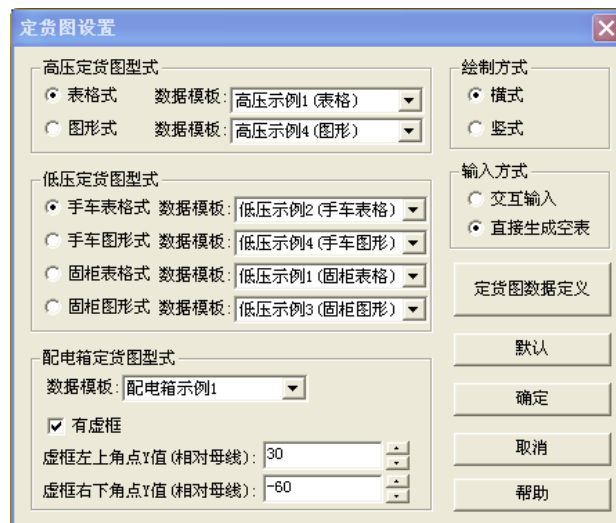 定货图设置
高压定货图型式
表格式 数据模板: 高压示例1(表格)
图形式 数据模板: 高压示例4(图形)
绘制方式
横式
竖式
低压定货图型式
手车表格式 数据模板: 低压示例2(手车表格)
手车图形式 数据模板: 低压示例4(手车图形)
固柜表格式 数据模板: 低压示例1(固柜表格)
固柜图形式 数据模板: 低压示例3(固柜图形)
输入方式
交互输入
直接生成空表
定货图数据定义
配电箱定货图型式
数据模板: 配电箱示例1
有虚框
虚框左上角点Y值(相对母线): 30
虚框右下角点Y值(相对母线): -60
默认
确定
取消
帮助